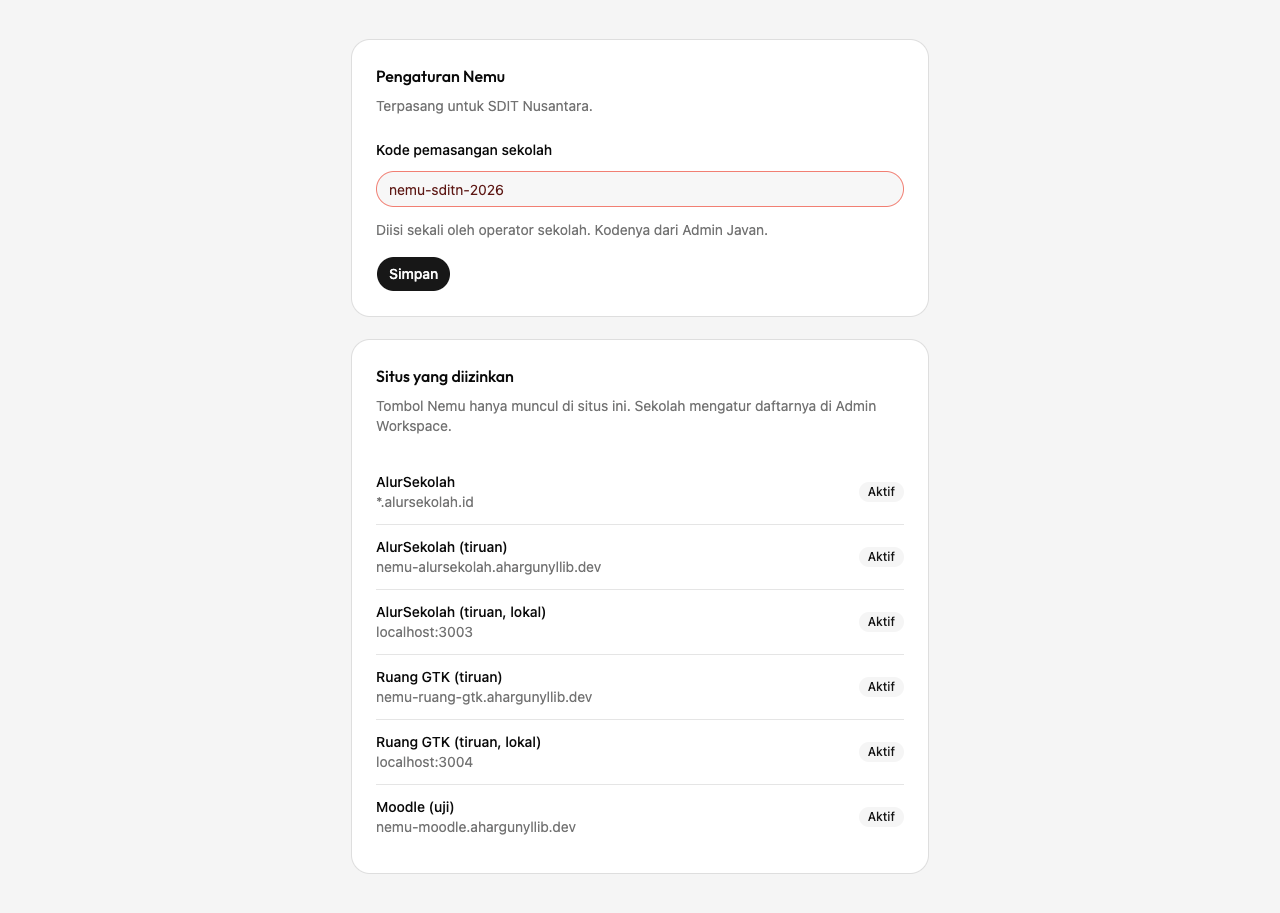 Pengaturan Nemu
Terpasang untuk SDIT Nusantara.
Kode pemasangan sekolah
nemu-sditn-2026
Diisi sekali oleh operator sekolah. Kodenya dari Admin Javan.
Simpan
Situs yang diizinkan
Tombol Nemu hanya muncul di situs ini. Sekolah mengatur daftarnya di Admin
Workspace.
AlurSekolah
*.alursekolah.id
Aktif
AlurSekolah (tiruan)
nemu-alursekolah.ahargunyllib.dev
Aktif
AlurSekolah (tiruan, lokal)
localhost:3003
Aktif
Ruang GTK (tiruan)
nemu-ruang-gtk.ahargunyllib.dev
Aktif
Ruang GTK (tiruan, lokal)
localhost:3004
Aktif
Moodle (uji)
nemu-moodle.ahargunyllib.dev
Aktif